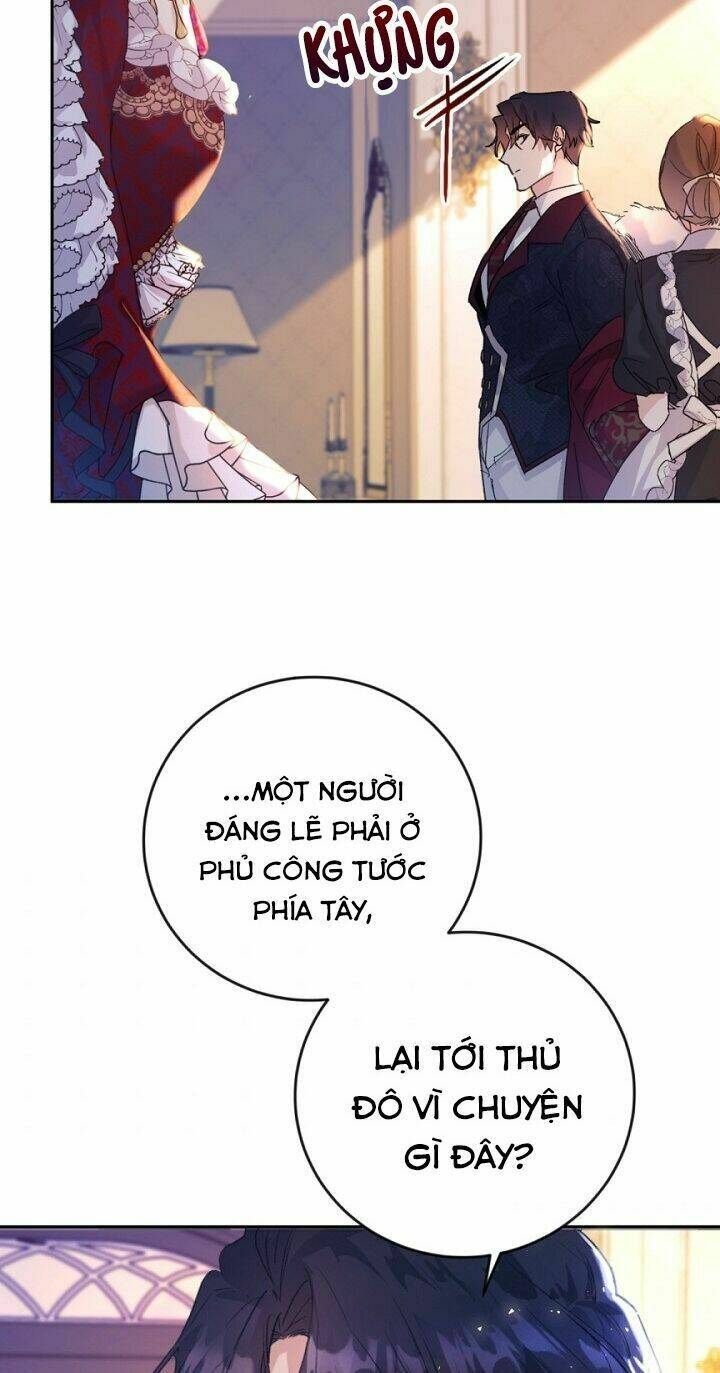 KHỰNG
...MỘT NGƯỜI
ĐÁNG LẼ PHẢI Ở
PHỦ CÔNG TƯỚC
PHÍA TÂY,
LẠI TỚI THỦ
ĐÔ VÌ CHUYỆN
GÌ ĐÂY?